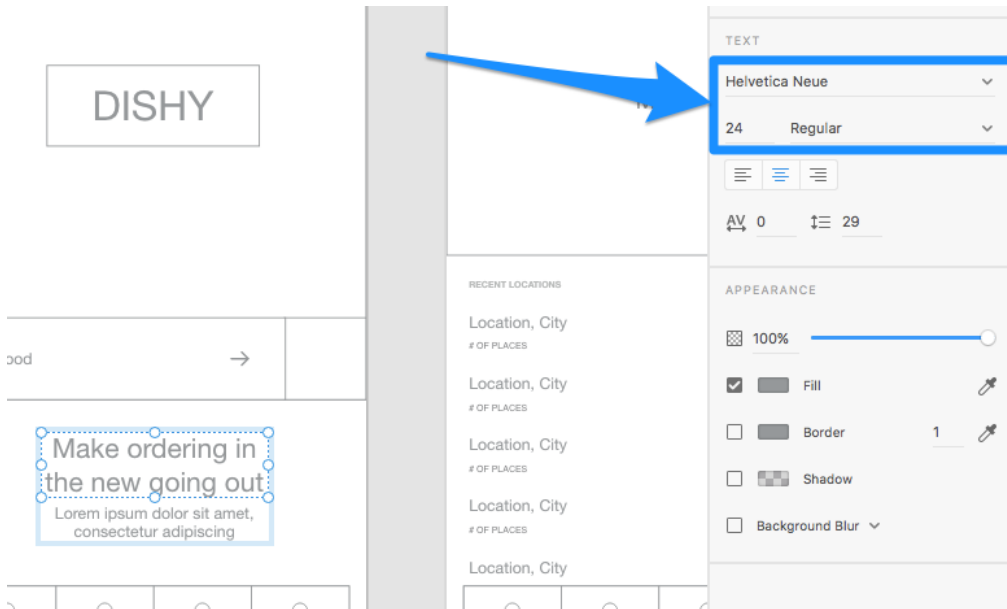 DISHY
ood
Make ordering in
the new going out
Lorem ipsum dolor sit amet,
consectetur adipiscing
RECENT LOCATIONS
Location, City
# OF PLACES
Location, City
# OF PLACES
Location, City
# OF PLACES
Location, City
# OF PLACES
Location, City
TEXT
Helvetica Neue
24 Regular
AV 0 29
APPEARANCE
100%
Fill
Border 1
Shadow
Background Blur